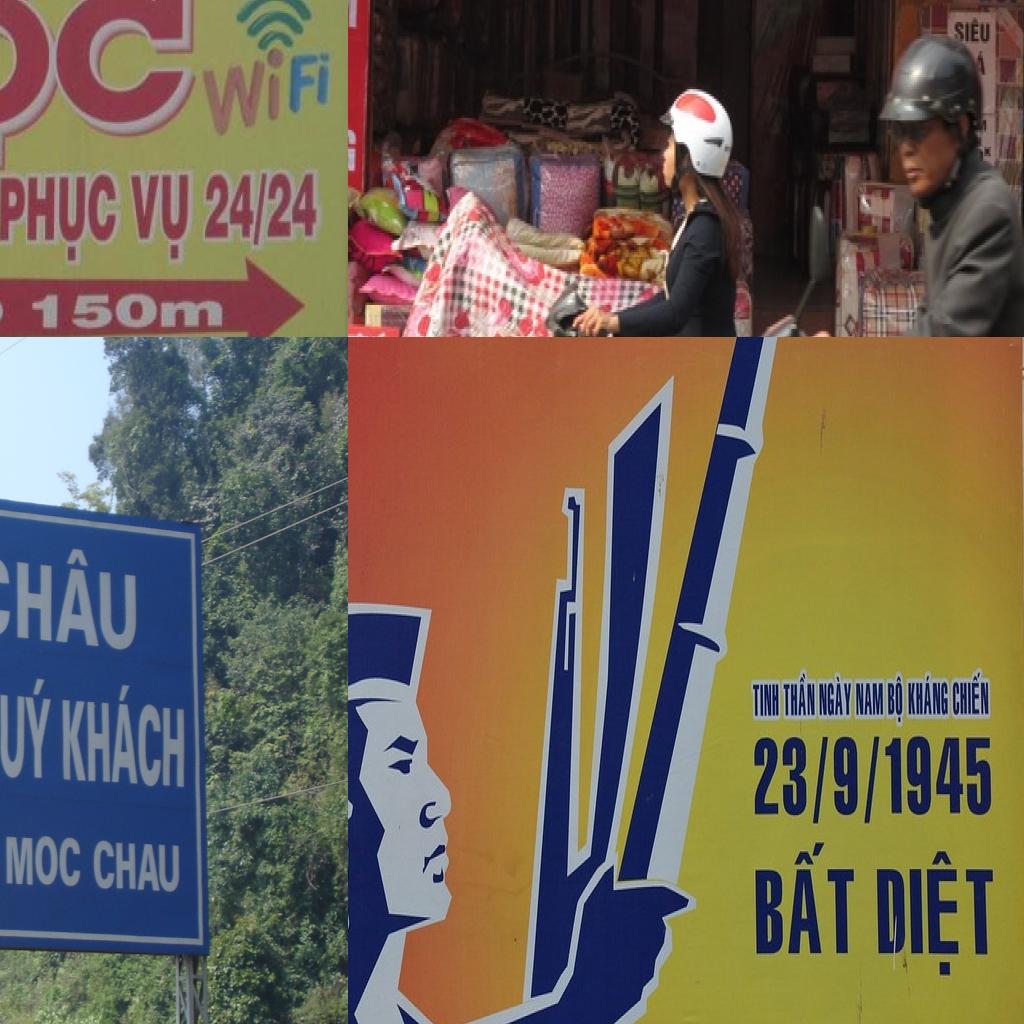 WiFi
PHỤC VỤ 24/24
150m
SIÊU
CHÂU
UÝ KHÁCH
MOC CHAU
TINH THẦN NGÀY NAM BỘ KHÁNG CHIẾN
23/9/1945
BẤT DIỆT